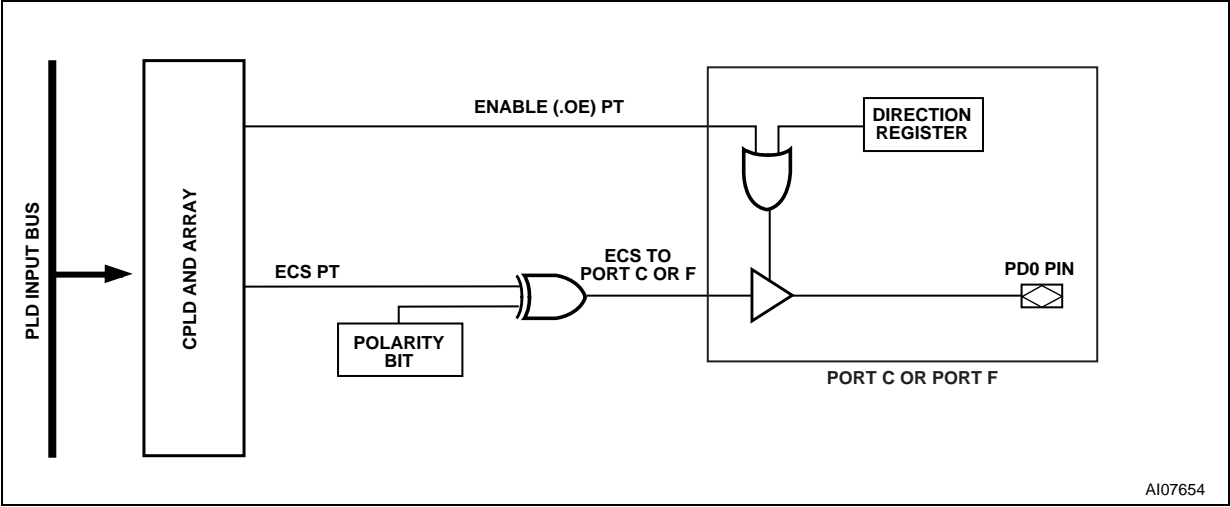 ENABLE (.OE) PT
DIRECTION
REGISTER
PLD INPUT BUS
CPLD AND ARRAY
ECS PT
ECS TO
PORT C OR F
PD0 PIN
POLARITY
BIT
PORT C OR PORT F
AI07654